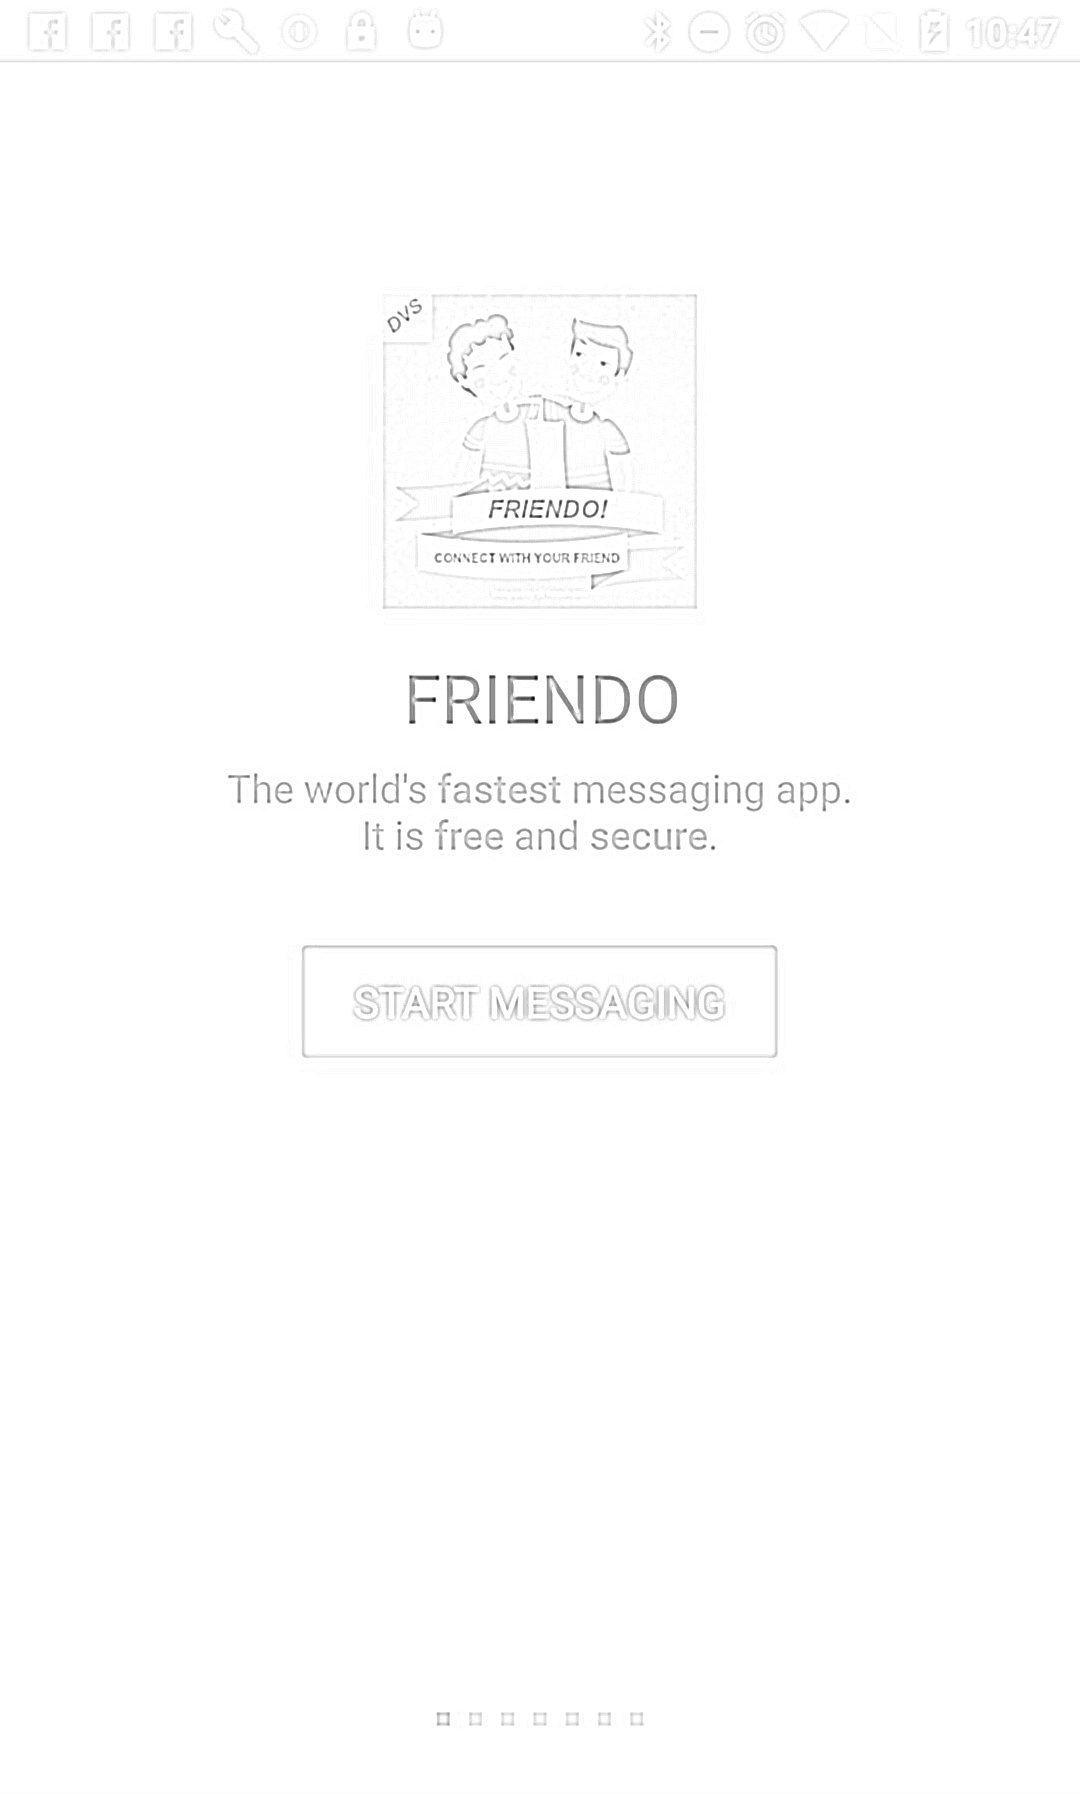 10:47
DVS
FRIENDO!
CONNECT WITH YOUR FRIEND
FRIENDO
The world's fastest messaging app.
It is free and secure.
START MESSAGING